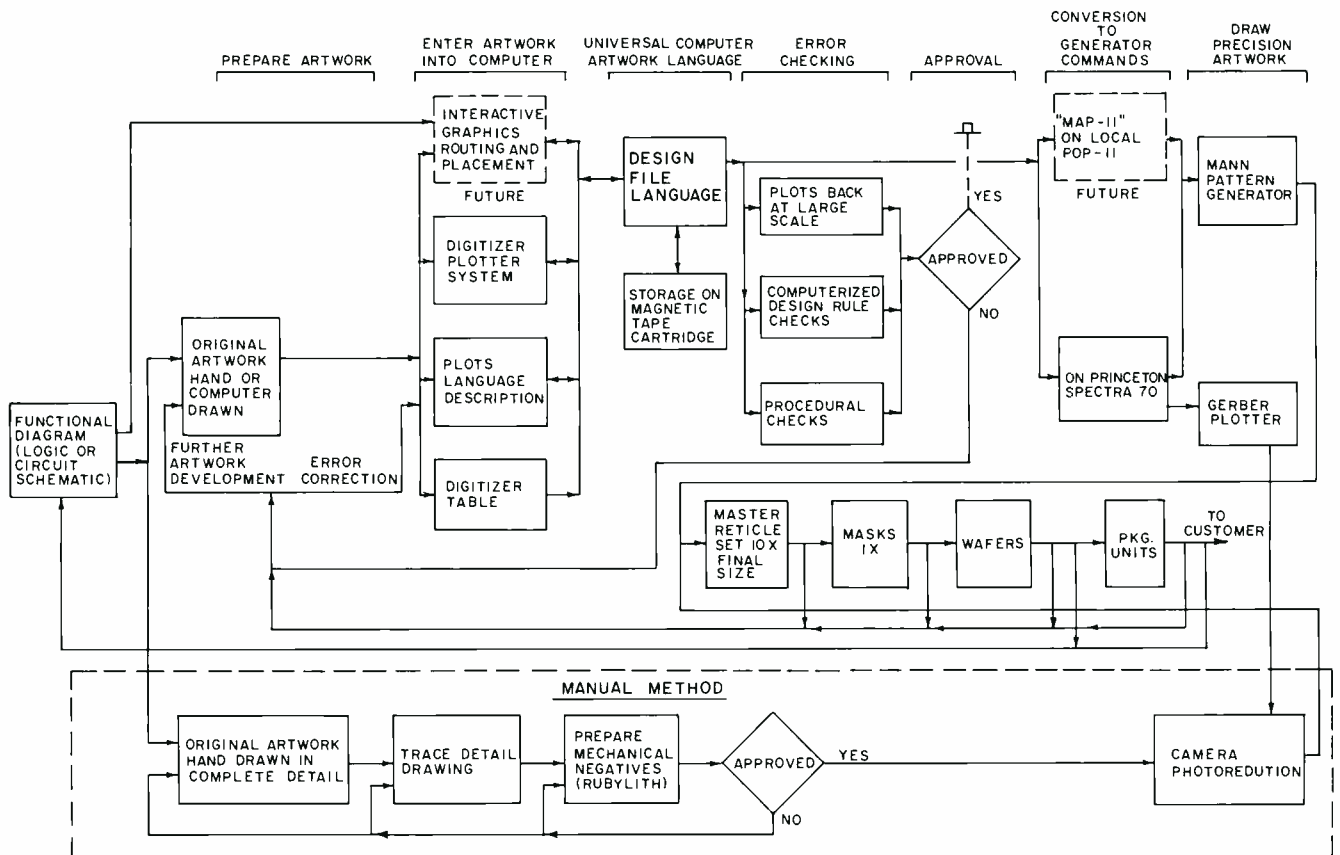 PREPARE ARTWORK
ENTER ARTWORK
INTO COMPUTER
UNIVERSAL COMPUTER
ARTWORK LANGUAGE
ERROR
CHECKING
APPROVAL
CONVERSION
TO
GENERATOR
COMMANDS
DRAW
PRECISION
ARTWORK
INTERACTIVE
GRAPHICS
ROUTING AND
PLACEMENT
FUTURE
DIGITIZER
PLOTTER
SYSTEM
PLOTS
LANGUAGE
DESCRIPTION
DIGITIZER
TABLE
ORIGINAL
ARTWORK
HAND OR
COMPUTER
DRAWN
FUNCTIONAL
DIAGRAM
(LOGIC OR
CIRCUIT
SCHEMATIC)
FURTHER
ARTWORK
DEVELOPMENT
ERROR
CORRECTION
DESIGN
FILE
LANGUAGE
STORAGE ON
MAGNETIC
TAPE
CARTRIDGE
PLOTS BACK
AT LARGE
SCALE
COMPUTERIZED
DESIGN RULE
CHECKS
PROCEDURAL
CHECKS
YES
APPROVED
NO
"MAP-11"
ON LOCAL
POP-11
FUTURE
ON PRINCETON
SPECTRA 70
MANN
PATTERN
GENERATOR
GERBER
PLOTTER
MASTER
RETICLE
SET 10X
FINAL
SIZE
MASKS
1X
WAFERS
PKG.
UNITS
TO
CUSTOMER
MANUAL METHOD
ORIGINAL ARTWORK
HAND DRAWN IN
COMPLETE DETAIL
TRACE DETAIL
DRAWING
PREPARE
MECHANICAL
NEGATIVES
(RUBYLITH)
APPROVED
YES
NO
CAMERA
PHOTOREDUTION